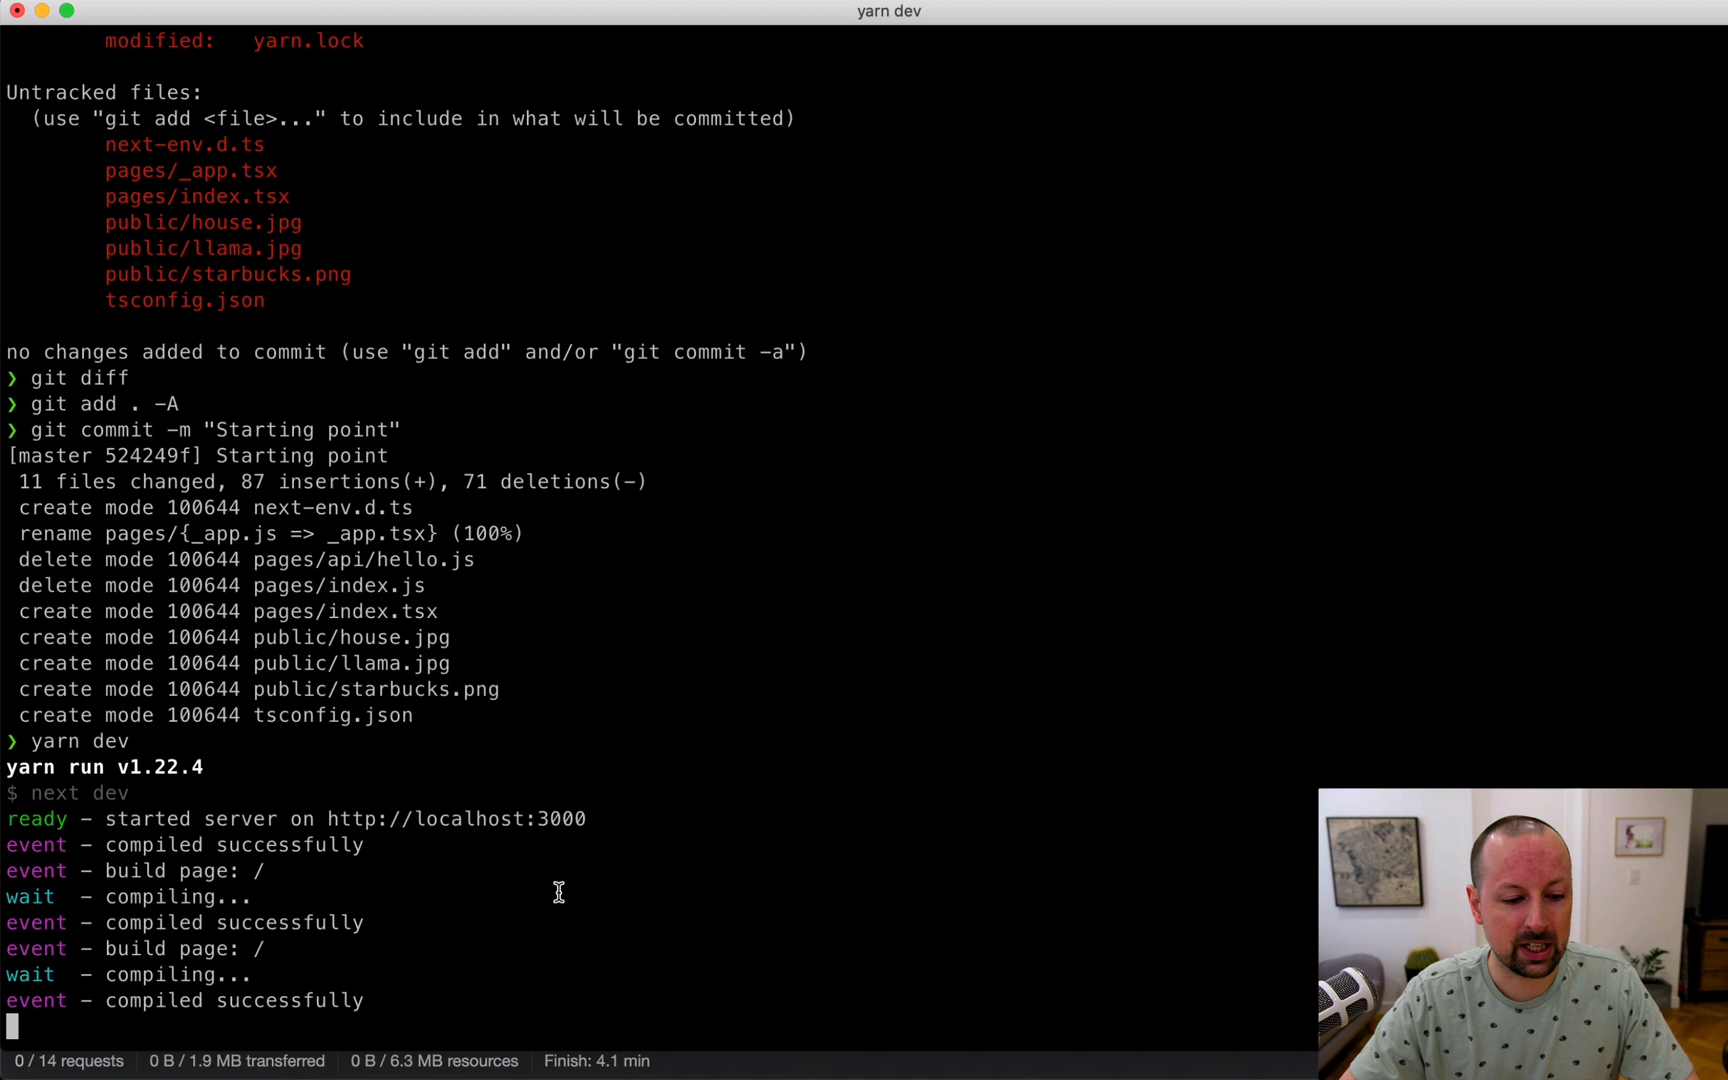 yarn dev
modified: yarn.lock
Untracked files:
(use "git add <file>..." to include in what will be committed)
next-env.d.ts
pages/_app.tsx
pages/index.tsx
public/house.jpg
public/llama.jpg
public/starbucks.png
tsconfig.json
no changes added to commit (use "git add" and/or "git commit -a")
❯ git diff
❯ git add . -A
❯ git commit -m "Starting point"
[master 524249f] Starting point
11 files changed, 87 insertions(+), 71 deletions(-)
create mode 100644 next-env.d.ts
rename pages/{_app.js => _app.tsx} (100%)
delete mode 100644 pages/api/hello.js
delete mode 100644 pages/index.js
create mode 100644 pages/index.tsx
create mode 100644 public/house.jpg
create mode 100644 public/llama.jpg
create mode 100644 public/starbucks.png
create mode 100644 tsconfig.json
❯ yarn dev
yarn run v1.22.4
$ next dev
ready - started server on http://localhost:3000
event - compiled successfully
event - build page: /
wait - compiling...
event - compiled successfully
event - build page: /
wait - compiling...
event - compiled successfully
0 / 14 requests 0 B / 1.9 MB transferred 0 B / 6.3 MB resources Finish: 4.1 min